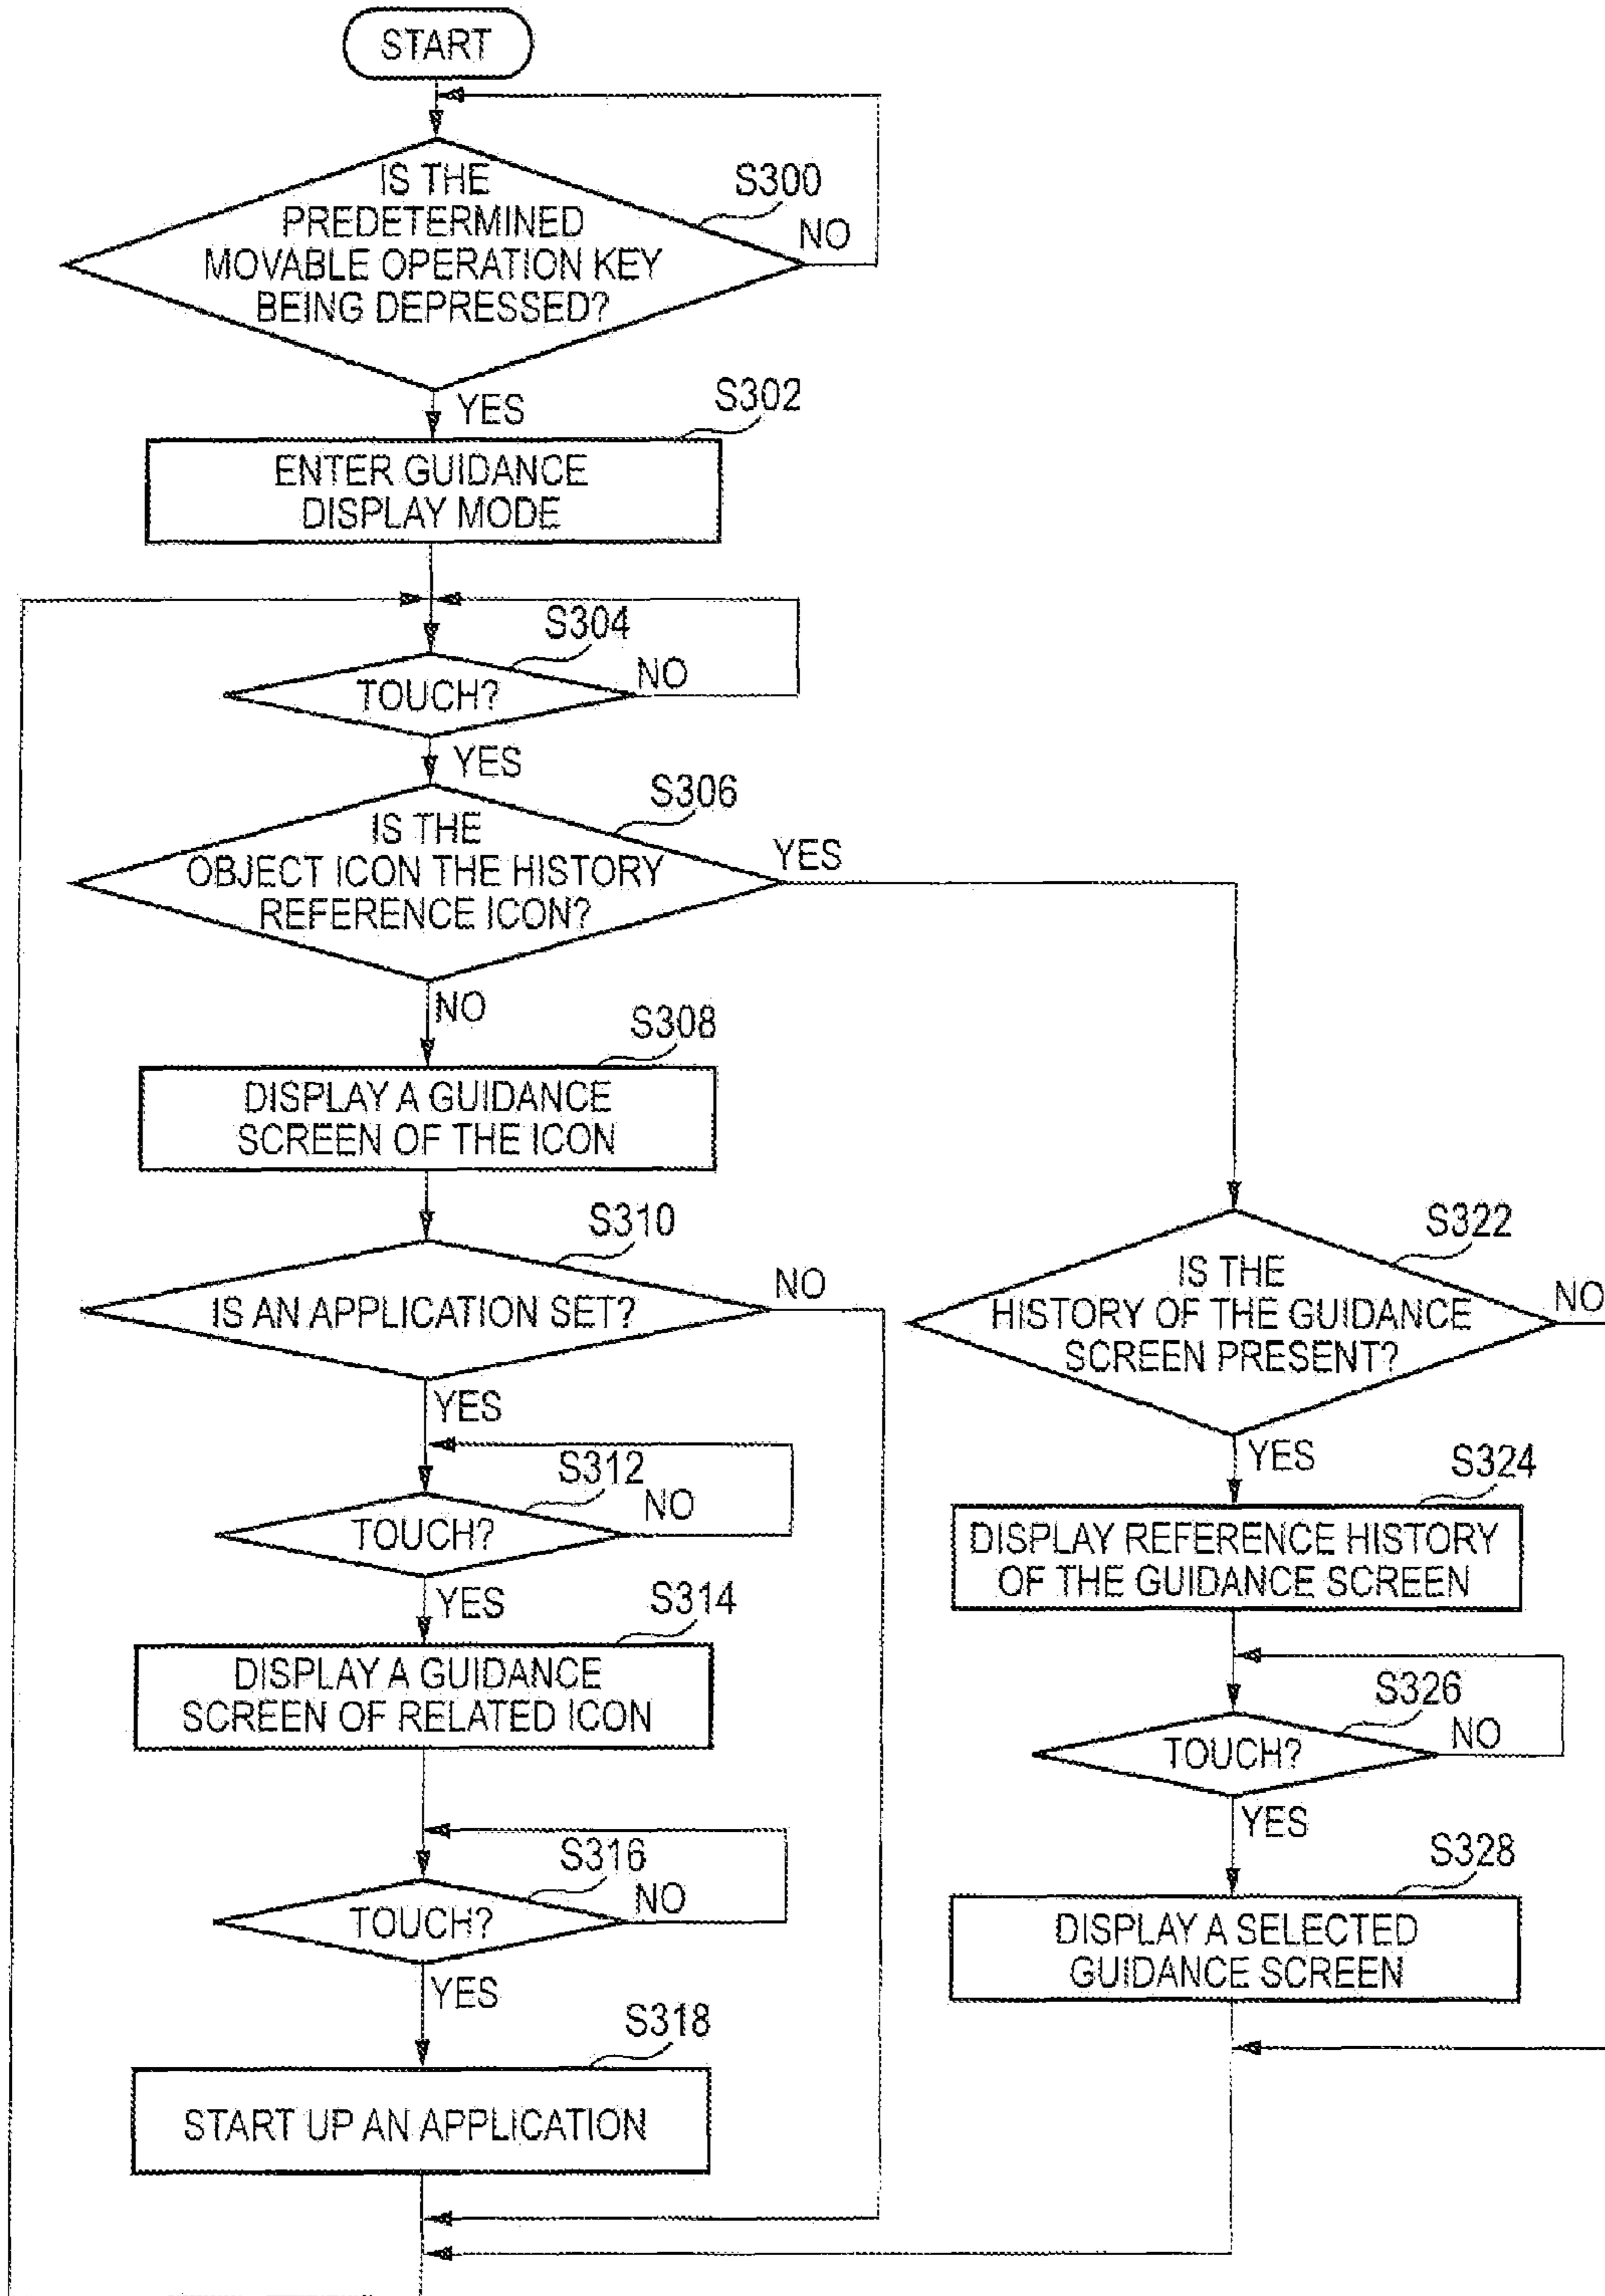 START
IS THE
PREDETERMINED
MOVABLE OPERATION KEY
BEING DEPRESSED?
S300
NO
YES
S302
ENTER GUIDANCE
DISPLAY MODE
S304
TOUCH?
NO
YES
S306
IS THE
OBJECT ICON THE HISTORY
REFERENCE ICON?
YES
NO
S308
DISPLAY A GUIDANCE
SCREEN OF THE ICON
S310
IS AN APPLICATION SET?
NO
YES
S312
TOUCH?
NO
YES
S314
DISPLAY A GUIDANCE
SCREEN OF RELATED ICON
S316
TOUCH?
NO
YES
S318
START UP AN APPLICATION
S322
IS THE
HISTORY OF THE GUIDANCE
SCREEN PRESENT?
NO
YES
S324
DISPLAY REFERENCE HISTORY
OF THE GUIDANCE SCREEN
S326
TOUCH?
NO
YES
S328
DISPLAY A SELECTED
GUIDANCE SCREEN